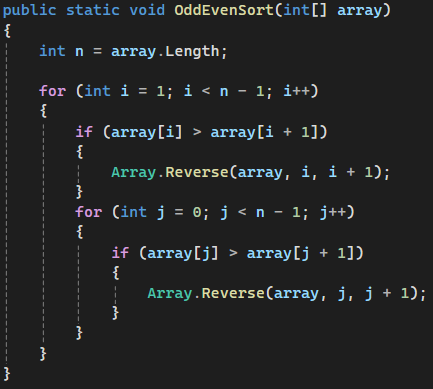 public static void OddEvenSort(int[] array)
{
    int n = array.Length;

    for (int i = 1; i < n - 1; i++)
    {
        if (array[i] > array[i + 1])
        {
            Array.Reverse(array, i, i + 1);
        }
        for (int j = 0; j < n - 1; j++)
        {
            if (array[j] > array[j + 1])
            {
                Array.Reverse(array, j, j + 1);
            }
        }
    }
}